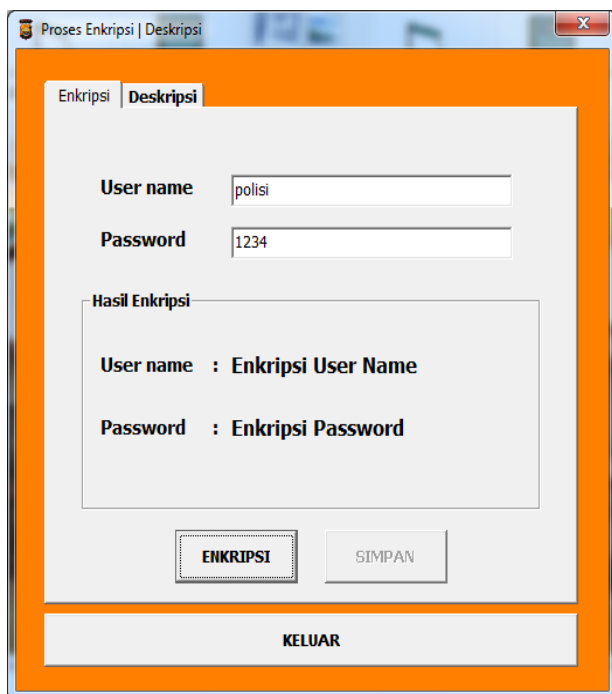 Proses Enkripsi | Deskripsi
x
Enkripsi Deskripsi
User name polisi
Password 1234
Hasil Enkripsi
User name : Enkripsi User Name
Password : Enkripsi Password
ENKRIPSI SIMPAN
KELUAR